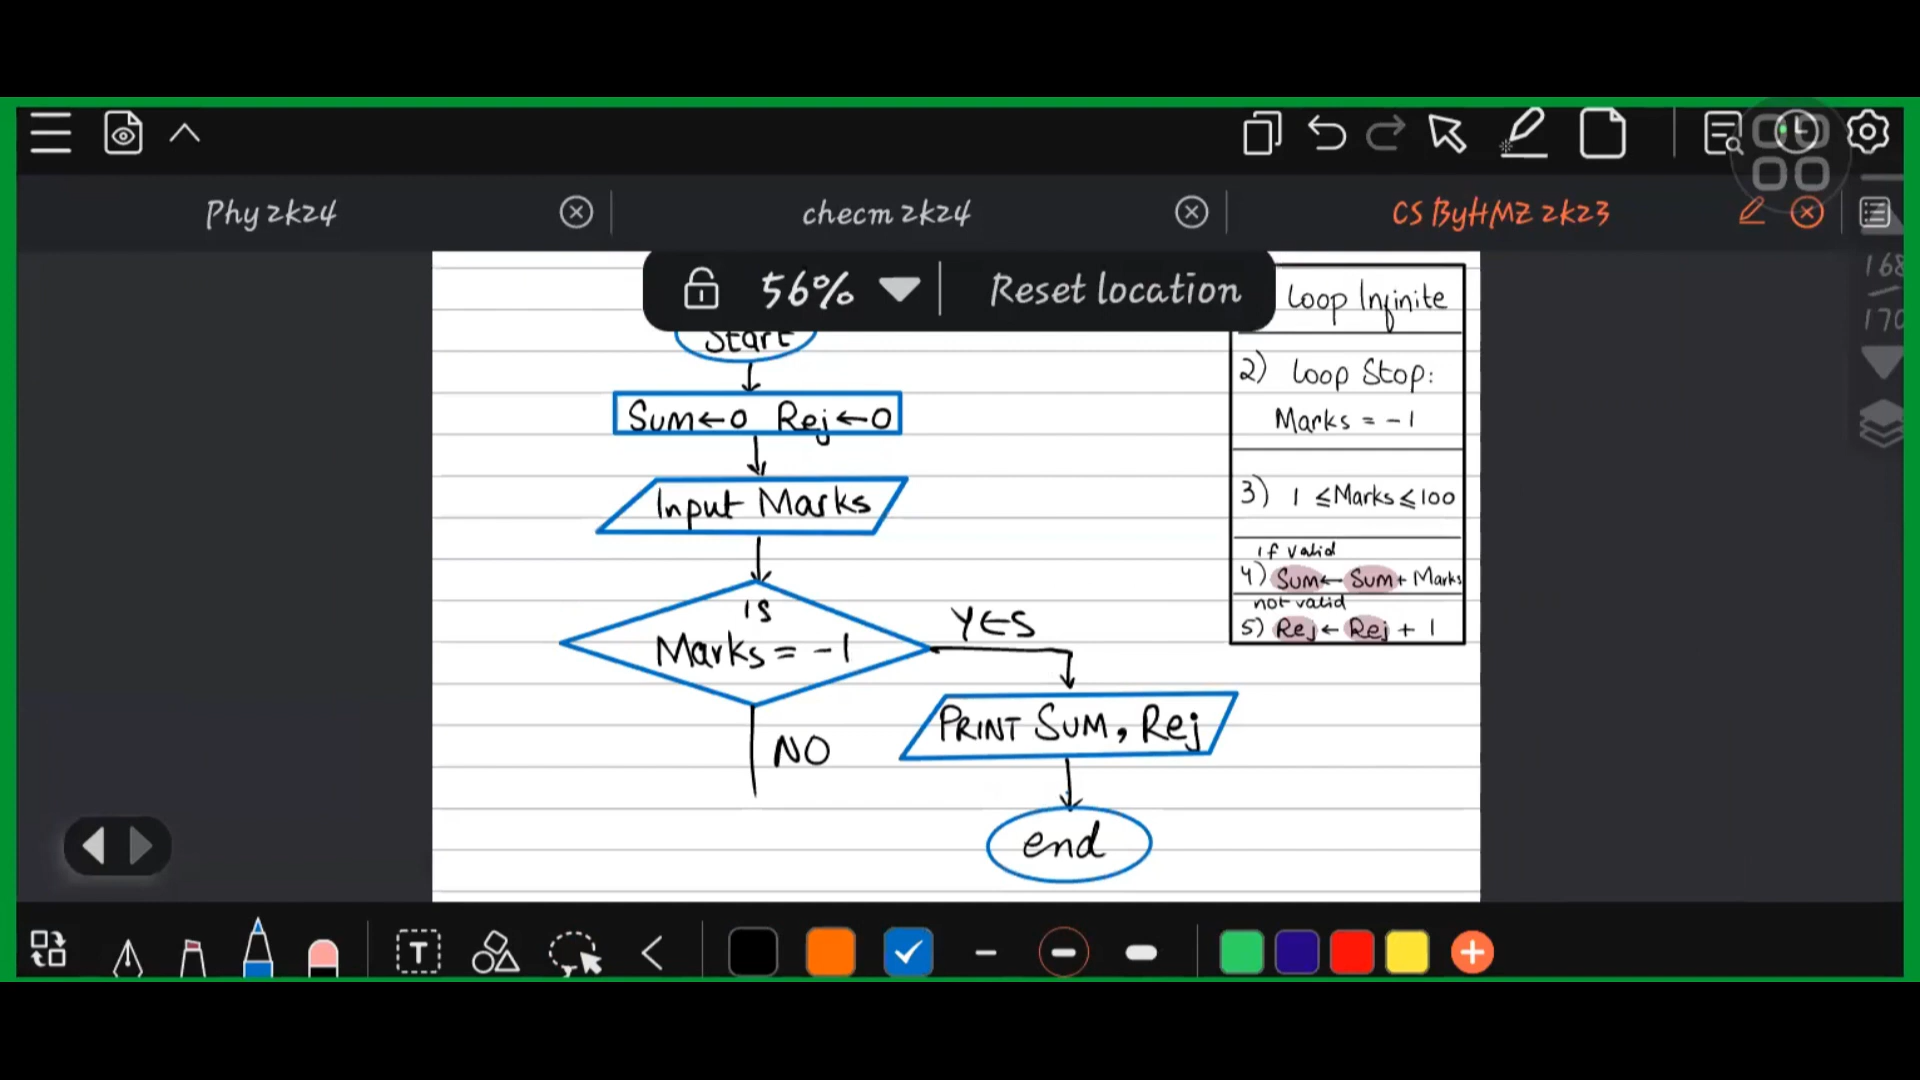 Phy 2k24
checm 2k24
CS ByHMZ 2k23
168
170
56%
Reset location
Start
Sum←0 Rej←0
Input Marks
is
Marks = -1
YES
NO
PRINT SUM, Rej
end
Loop Infinite
2) Loop Stop:
Marks = -1
3) 1 ≤ Marks ≤ 100
if valid
4) Sum ← Sum + Marks
not valid
5) Rej ← Rej + 1
T